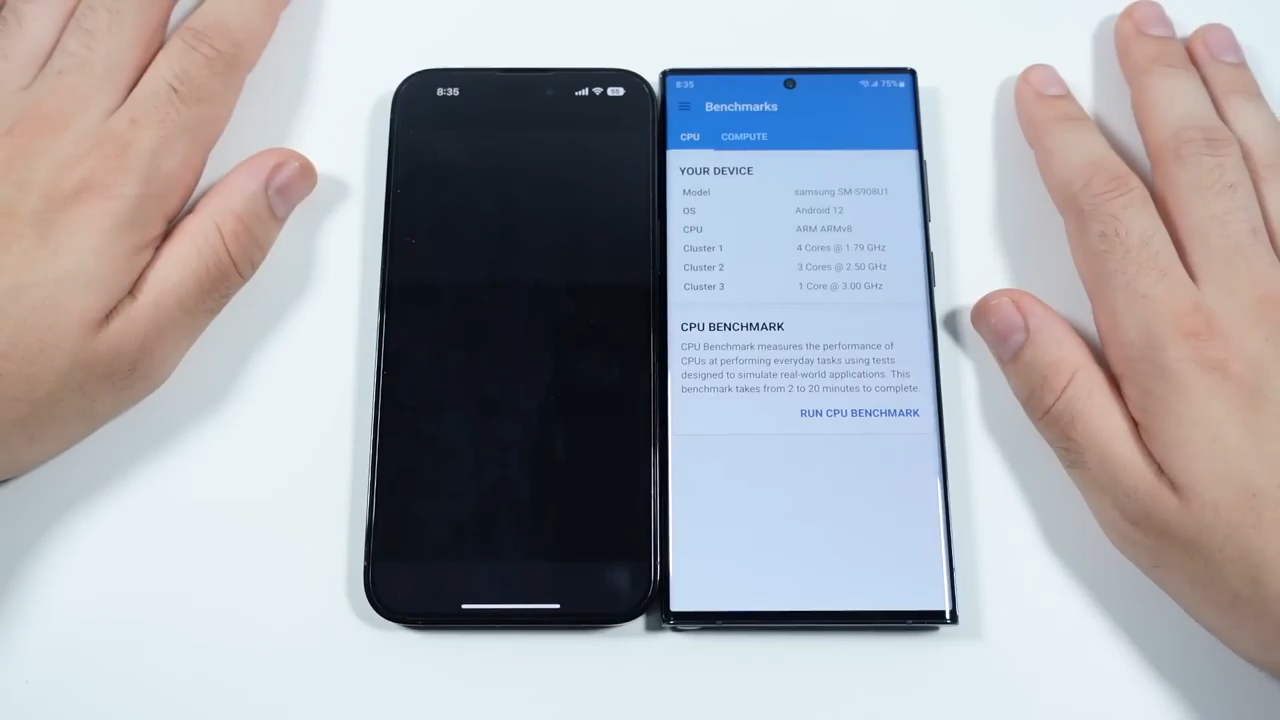 8:35
55
8:35
75%
Benchmarks
CPU COMPUTE
YOUR DEVICE
Model samsung SM-S908U1
OS Android 12
CPU ARM ARMv8
Cluster 1 4 Cores @ 1.79 GHz
Cluster 2 3 Cores @ 2.50 GHz
Cluster 3 1 Core @ 3.00 GHz
CPU BENCHMARK
CPU Benchmark measures the performance of
CPUs at performing everyday tasks using tests
designed to simulate real-world applications. This
benchmark takes from 2 to 20 minutes to complete.
RUN CPU BENCHMARK